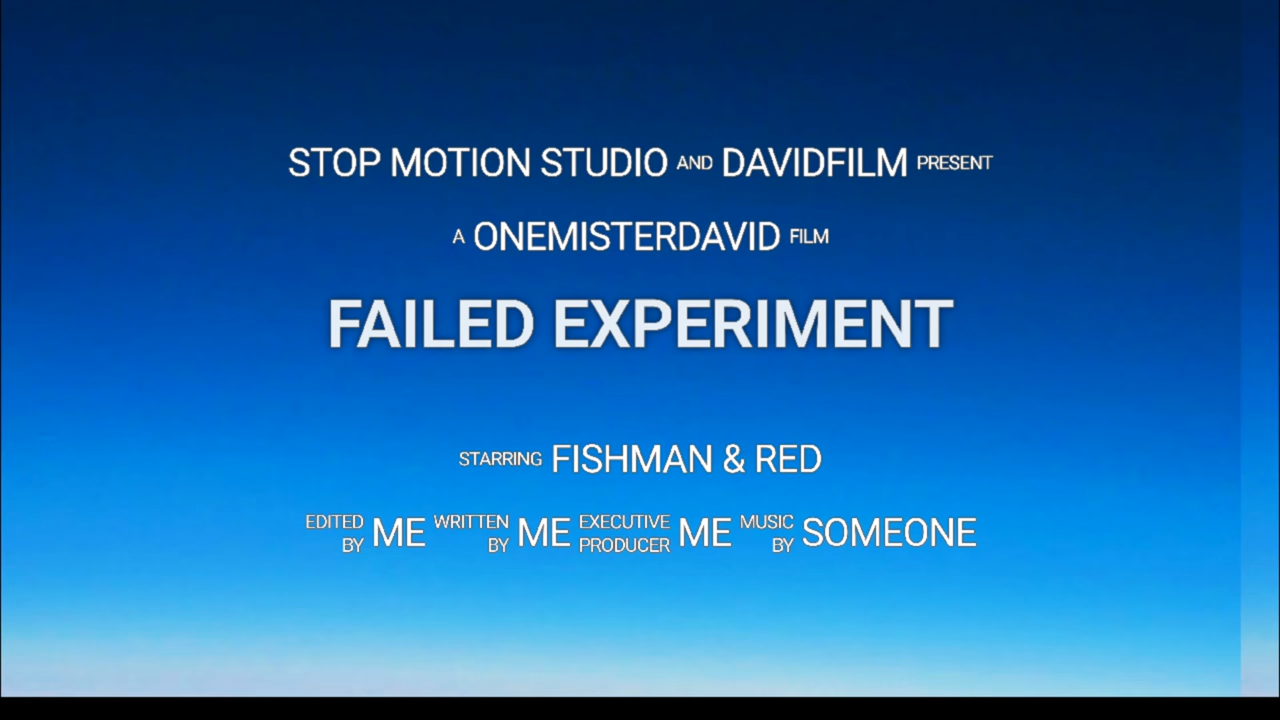 STOP MOTION STUDIO AND DAVIDFILM PRESENT
A ONEMISTERDAVID FILM
FAILED EXPERIMENT
STARRING FISHMAN & RED
EDITED BY ME WRITTEN BY ME EXECUTIVE PRODUCER ME MUSIC BY SOMEONE